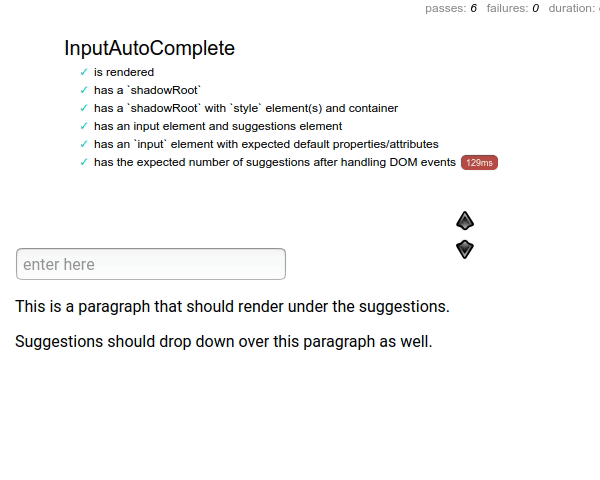 passes: 6 failures: 0 duration:
InputAutoComplete
✓ is rendered
✓ has a `shadowRoot`
✓ has a `shadowRoot` with `style` element(s) and container
✓ has an input element and suggestions element
✓ has an `input` element with expected default properties/attributes
✓ has the expected number of suggestions after handling DOM events 129ms
enter here
This is a paragraph that should render under the suggestions.
Suggestions should drop down over this paragraph as well.